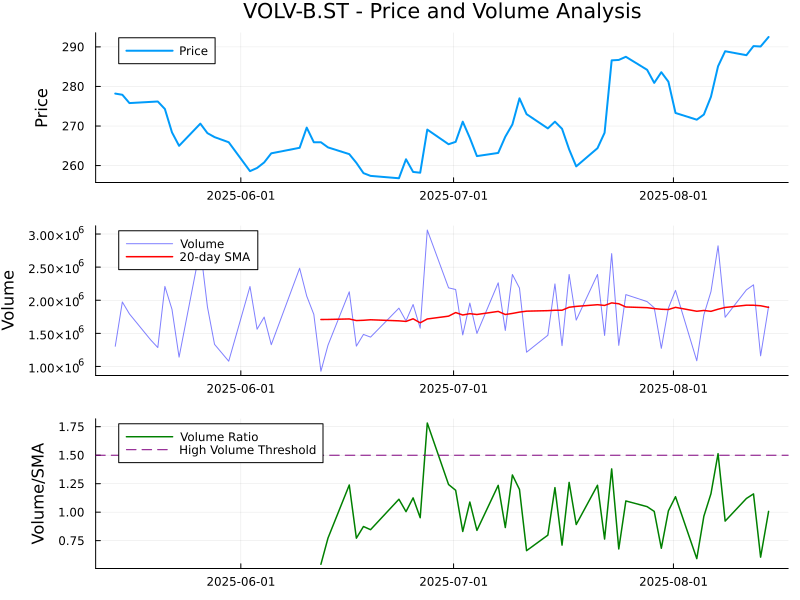 VOLV-B.ST - Price and Volume Analysis
Price
290
280
270
260
Price
2025-06-01
2025-07-01
2025-08-01
Volume
3.00×10⁶
2.50×10⁶
2.00×10⁶
1.50×10⁶
1.00×10⁶
Volume
20-day SMA
2025-06-01
2025-07-01
2025-08-01
Volume/SMA
1.75
1.50
1.25
1.00
0.75
Volume Ratio
High Volume Threshold
2025-06-01
2025-07-01
2025-08-01